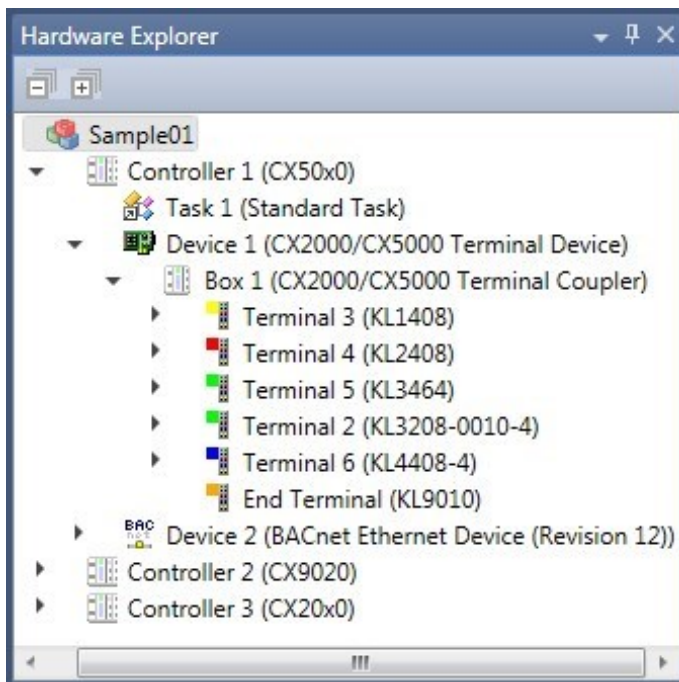 Hardware Explorer
Sample01
Controller 1 (CX50x0)
Task 1 (Standard Task)
Device 1 (CX2000/CX5000 Terminal Device)
Box 1 (CX2000/CX5000 Terminal Coupler)
Terminal 3 (KL1408)
Terminal 4 (KL2408)
Terminal 5 (KL3464)
Terminal 2 (KL3208-0010-4)
Terminal 6 (KL4408-4)
End Terminal (KL9010)
BAC Device 2 (BACnet Ethernet Device (Revision 12))
Controller 2 (CX9020)
Controller 3 (CX20x0)